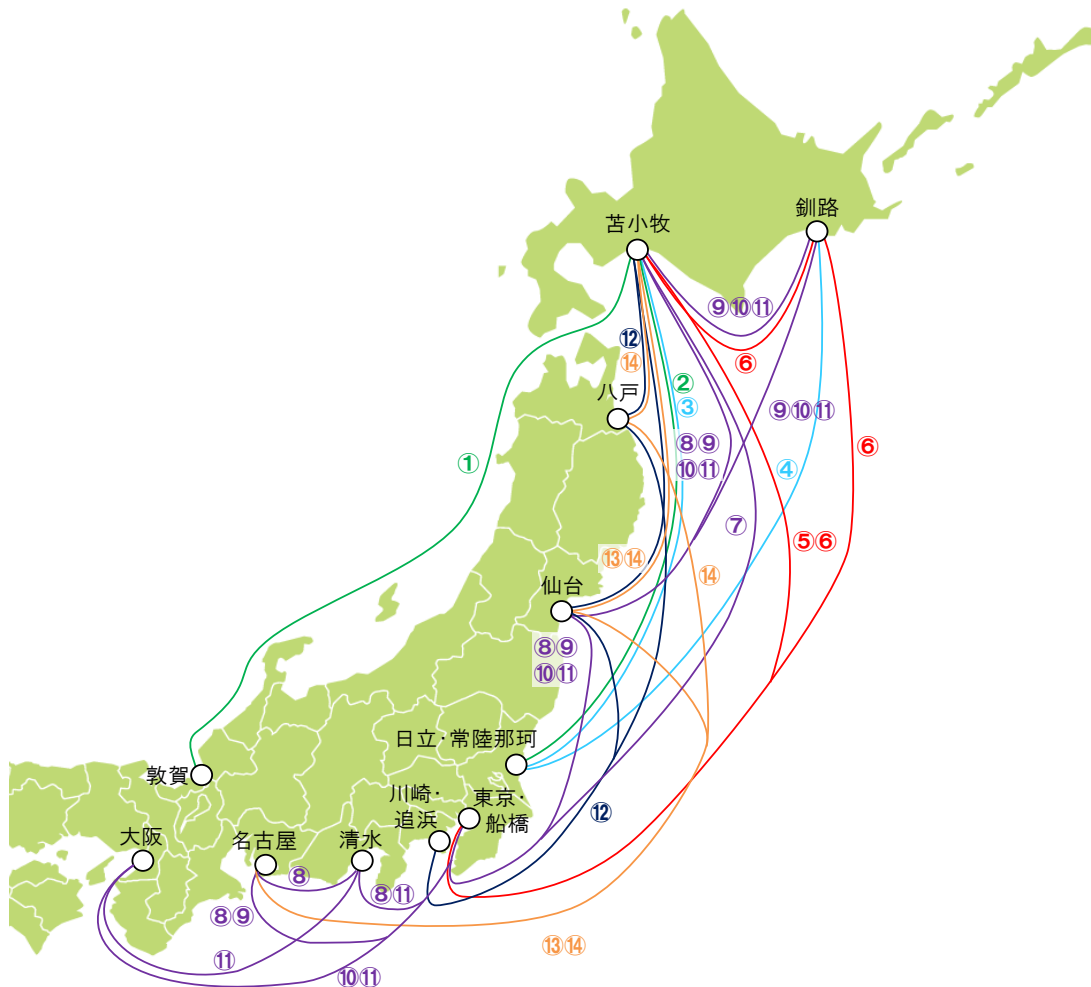 苫小牧
釧路
⑨⑩⑪
⑫
⑥
⑭
②
八戸
③
⑨⑩⑪
⑧⑨
⑥
①
⑩⑪
④
⑦
⑤⑥
⑬⑭
⑭
仙台
⑧⑨
⑩⑪
日立・常陸那珂
敦賀
川崎・
追浜
東京・
船橋
⑫
大阪
名古屋
清水
⑧
⑧⑪
⑧⑨
⑬⑭
⑪
⑩⑪